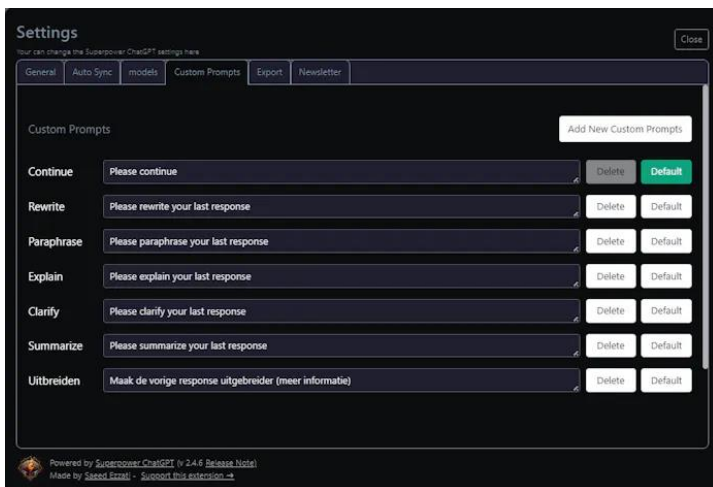 Settings
Your can change the Superpower ChatGPT settings here
Close
General Auto Sync models Custom Prompts Export Newsletter
Custom Prompts Add New Custom Prompts
Continue Please continue Delete Default
Rewrite Please rewrite your last response Delete Default
Paraphrase Please paraphrase your last response Delete Default
Explain Please explain your last response Delete Default
Clarify Please clarify your last response Delete Default
Summarize Please summarize your last response Delete Default
Uitbreiden Maak de vorige response uitgebreider (meer informatie) Delete Default
Powered by Superpower ChatGPT (v 2.4.6 Release Note)
Made by Saeed Ezzati - Support this extension →